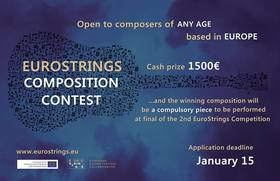 Open to composers of ANY AGE
based in EUROPE
EUROSTRINGS
COMPOSITION
CONTEST
Cash prize 1500€
...and the winning composition will
be a compulsory piece to be performed
at final of the 2nd EuroStrings Competition
www.eurostrings.eu
Application deadline
January 15